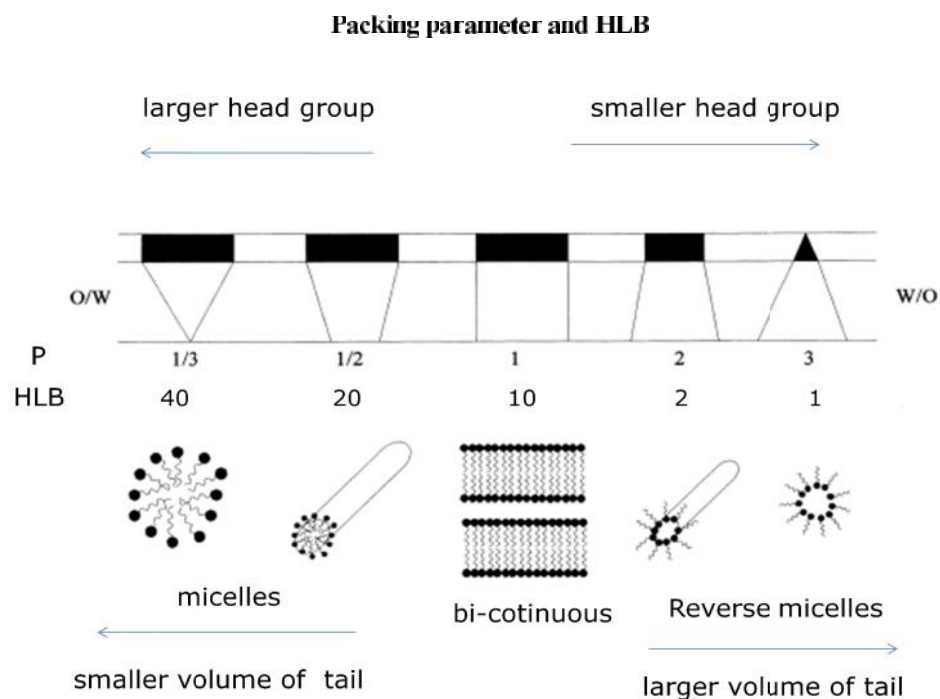 Packing parameter and HLB
larger head group
smaller head group
O/W
W/O
P 1/3 1/2 1 2 3
HLB 40 20 10 2 1
micelles
bi-cotinuous
Reverse micelles
smaller volume of tail
larger volume of tail